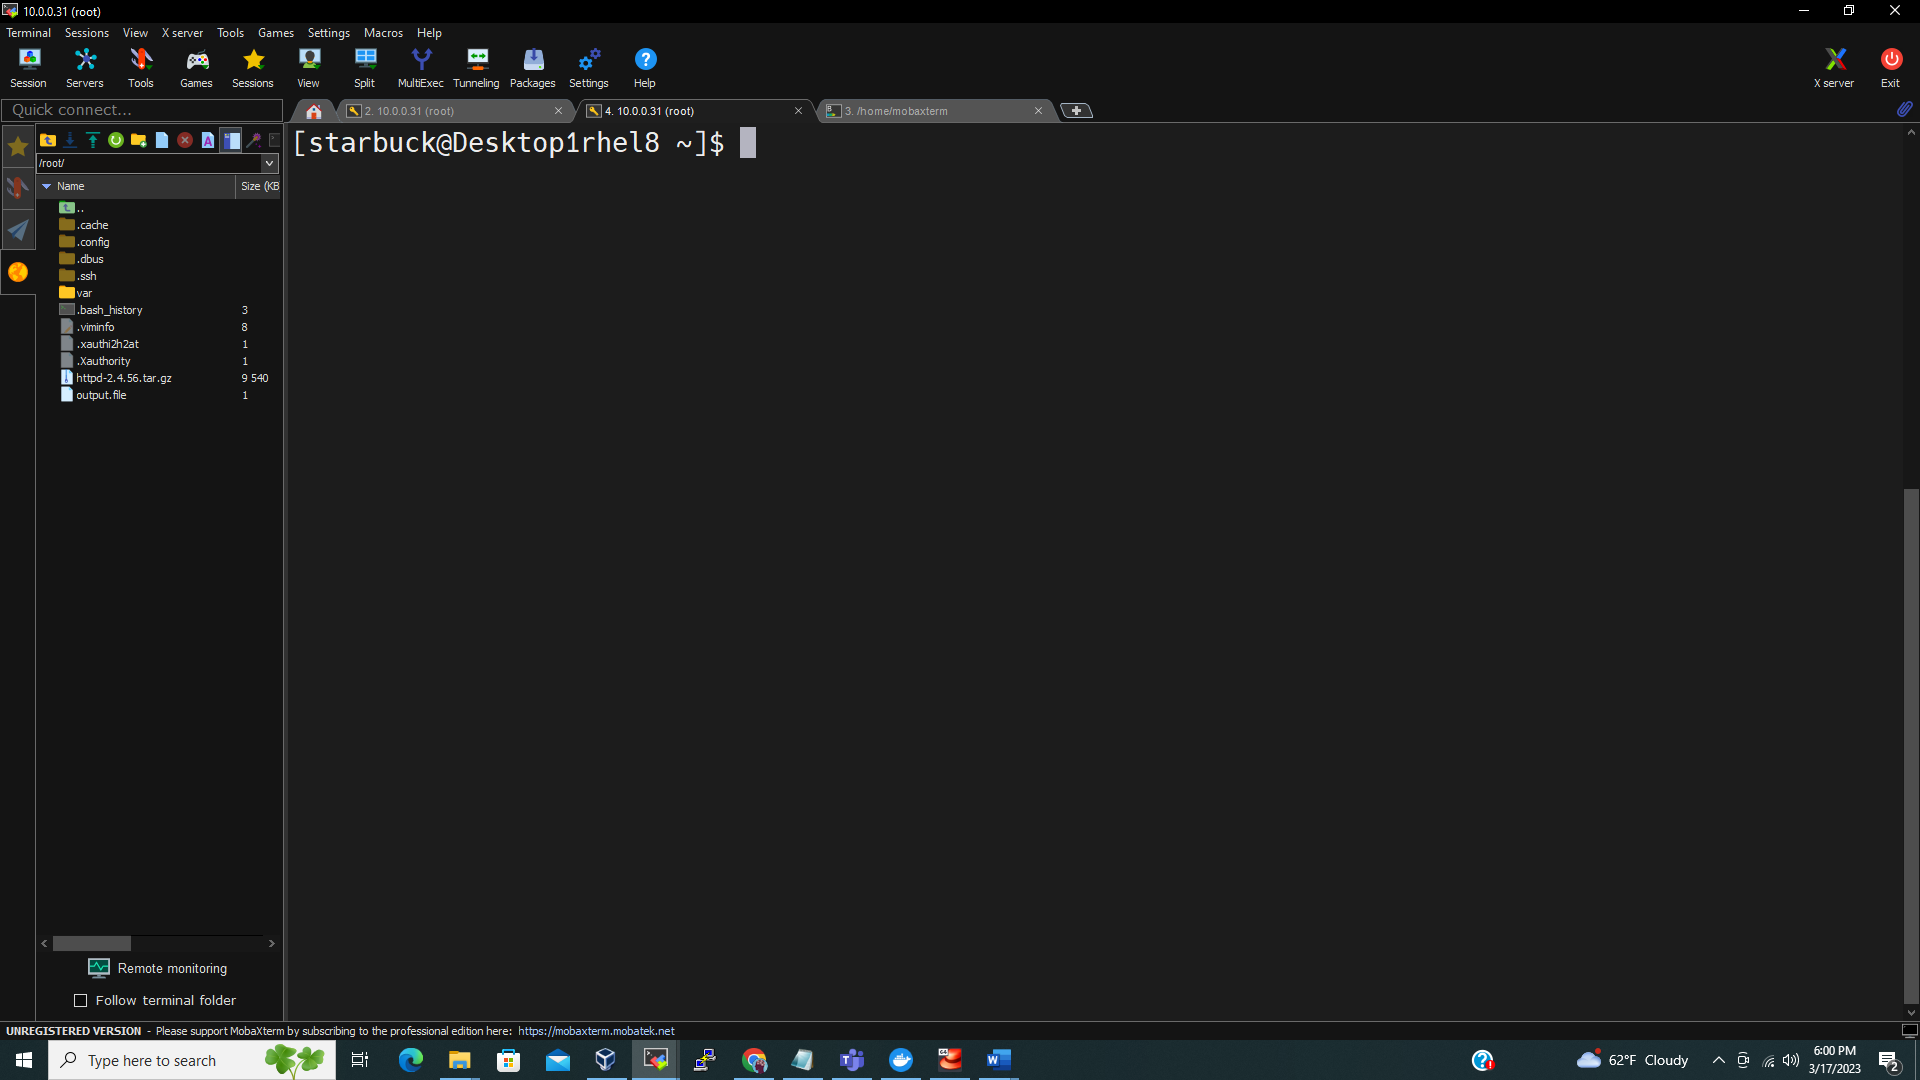 10.0.0.31 (root)
Terminal Sessions View X server Tools Games Settings Macros Help
Session Servers Tools Games Sessions View Split MultiExec Tunneling Packages Settings Help X server Exit
Quick connect...
2. 10.0.0.31 (root)
4. 10.0.0.31 (root)
3. /home/mobaxterm
/root/
Name Size (KB
..
.cache
.config
.dbus
.ssh
var
.bash_history 3
.viminfo 8
.xauthi2h2at 1
.Xauthority 1
httpd-2.4.56.tar.gz 9 540
output.file 1
[starbuck@Desktop1rhel8 ~]$
Remote monitoring
Follow terminal folder
UNREGISTERED VERSION - Please support MobaXterm by subscribing to the professional edition here: https://mobaxterm.mobatek.net
Type here to search
62°F Cloudy
6:00 PM
3/17/2023
2